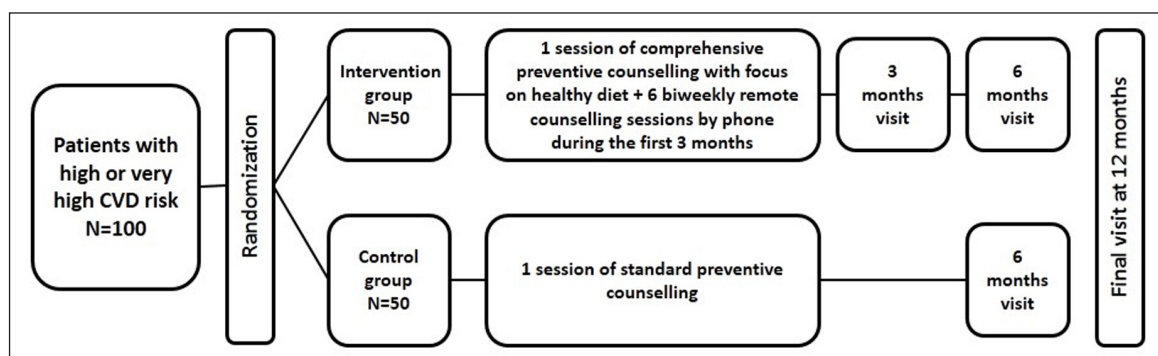 Patients with
high or very
high CVD risk
N=100
Randomization
Intervention
group
N=50
1 session of comprehensive
preventive counselling with focus
on healthy diet + 6 biweekly remote
counselling sessions by phone
during the first 3 months
3
months
visit
6
months
visit
Control
group
N=50
1 session of standard preventive
counselling
6
months
visit
Final visit at 12 months